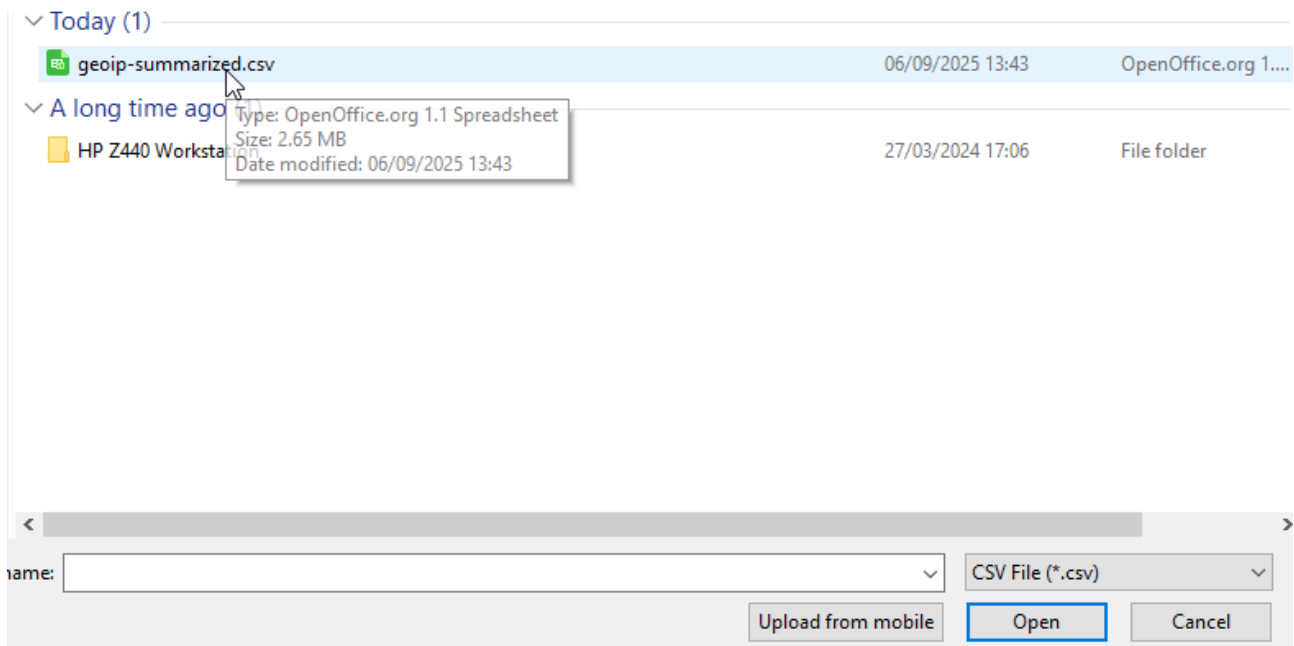 Today (1)
geoip-summarized.csv 06/09/2025 13:43 OpenOffice.org 1....
A long time ago (1)
Type: OpenOffice.org 1.1 Spreadsheet
Size: 2.65 MB
Date modified: 06/09/2025 13:43
HP Z440 Workstation 27/03/2024 17:06 File folder
name:
CSV File (*.csv)
Upload from mobile Open Cancel